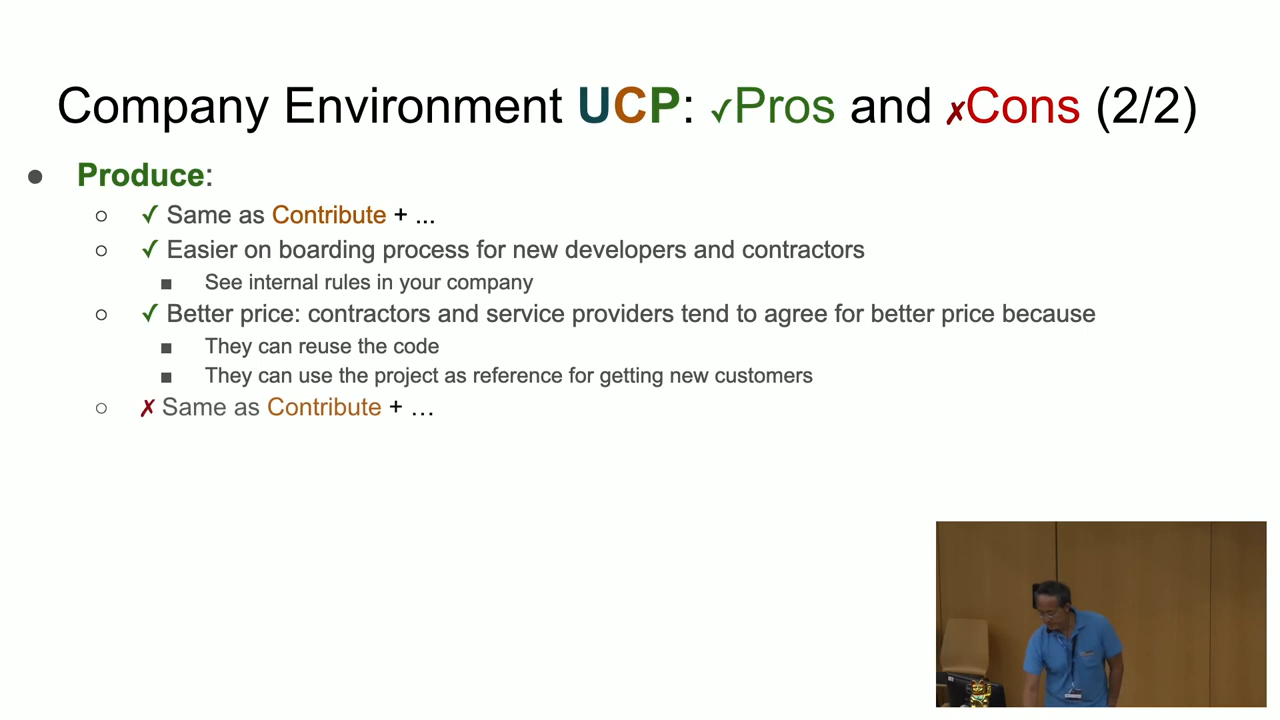 Company Environment UCP: ✓Pros and ✗Cons (2/2)
● Produce:
○ ✓ Same as Contribute + ...
○ ✓ Easier on boarding process for new developers and contractors
■ See internal rules in your company
○ ✓ Better price: contractors and service providers tend to agree for better price because
■ They can reuse the code
■ They can use the project as reference for getting new customers
○ ✗ Same as Contribute + …